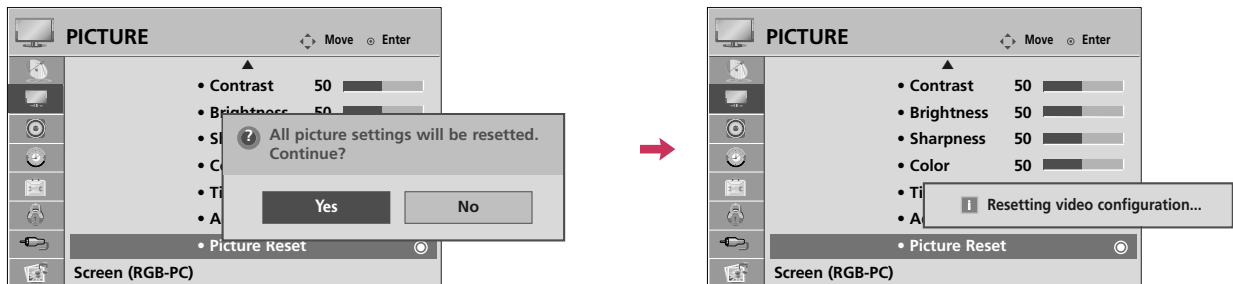 PICTURE
Move Enter
• Contrast 50
• Brightness 50
All picture settings will be resetted.
Continue?
Yes No
• Picture Reset
Screen (RGB-PC)
PICTURE
Move Enter
• Contrast 50
• Brightness 50
• Sharpness 50
• Color 50
Resetting video configuration...
• Picture Reset
Screen (RGB-PC)